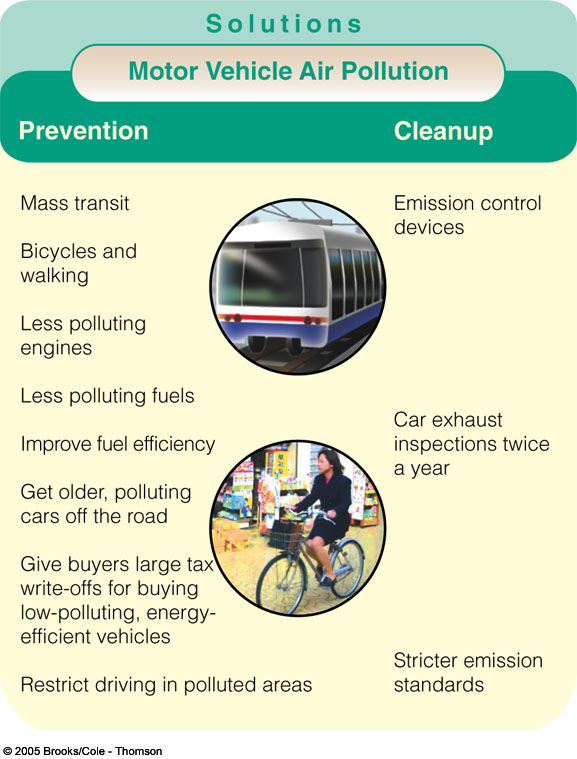 Solutions
Motor Vehicle Air Pollution
Prevention
Mass transit
Bicycles and
walking
Less polluting
engines
Less polluting fuels
Improve fuel efficiency
Get older, polluting
cars off the road
Give buyers large tax
write-offs for buying
low-polluting, energy-
efficient vehicles
Restrict driving in polluted areas
Cleanup
Emission control
devices
Car exhaust
inspections twice
a year
Stricter emission
standards
© 2005 Brooks/Cole - Thomson